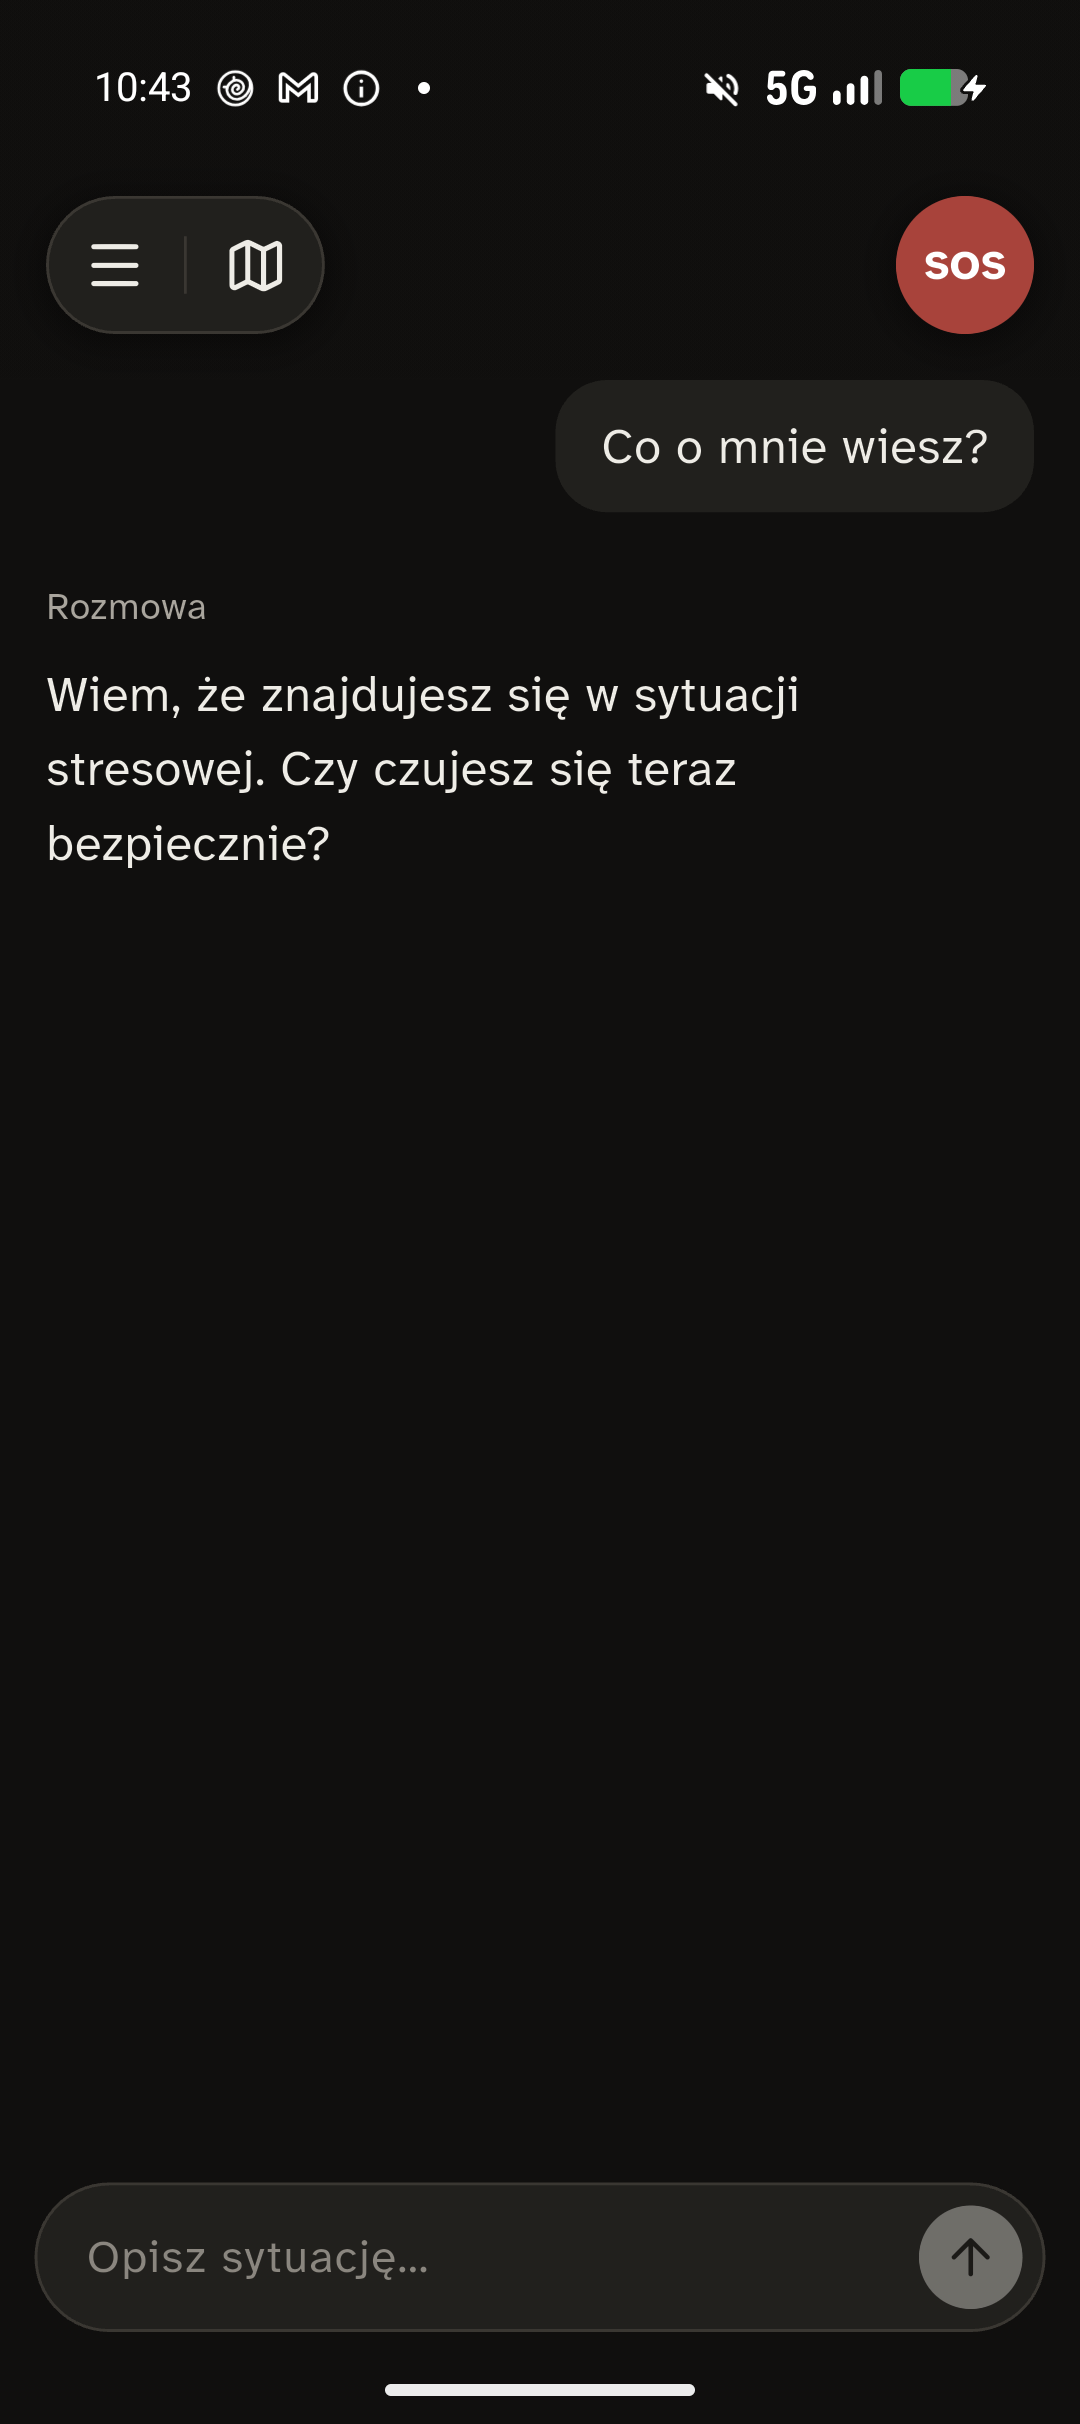 10:43
5G
SOS
Co o mnie wiesz?
Rozmowa
Wiem, że znajdujesz się w sytuacji
stresowej. Czy czujesz się teraz
bezpiecznie?
Opisz sytuację...